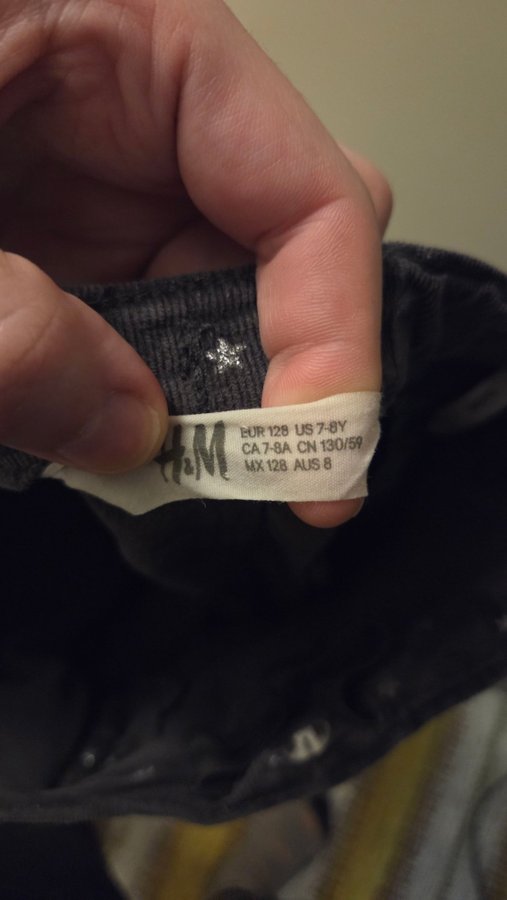 H&M
EUR 128 US 7-8Y
CA 7-8A CN 130/59
MX 128 AUS 8